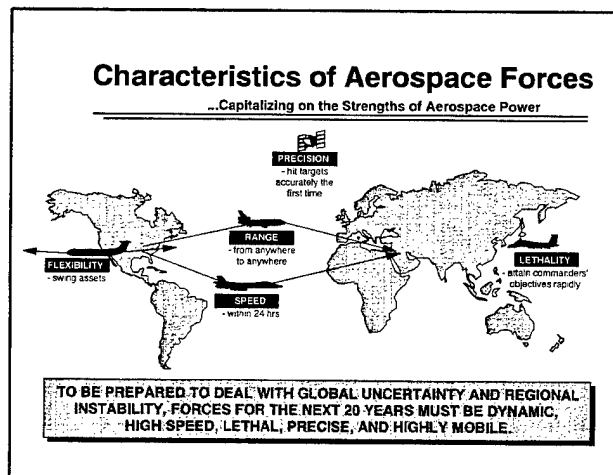 Characteristics of Aerospace Forces
...Capitalizing on the Strengths of Aerospace Power
PRECISION
- hit targets
accurately the
first time
RANGE
- from anywhere
to anywhere
FLEXIBILITY
- swing assets
SPEED
- within 24 hrs
LETHALITY
- attain commanders'
objectives rapidly
TO BE PREPARED TO DEAL WITH GLOBAL UNCERTAINTY AND REGIONAL
INSTABILITY, FORCES FOR THE NEXT 20 YEARS MUST BE DYNAMIC,
HIGH SPEED, LETHAL, PRECISE, AND HIGHLY MOBILE.